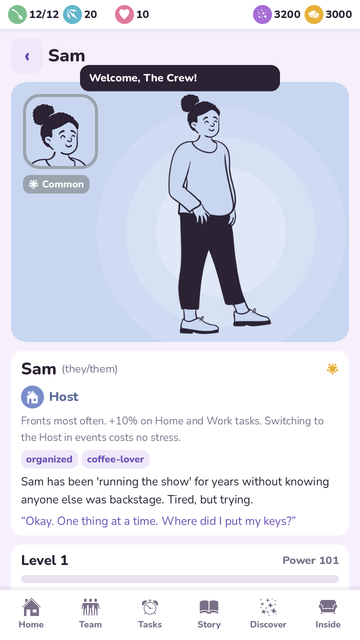 12/12
20
10
3200
3000
Sam
Welcome, The Crew!
Common
Sam (they/them)
Host
Fronts most often. +10% on Home and Work tasks. Switching to
the Host in events costs no stress.
organized
coffee-lover
Sam has been 'running the show' for years without knowing
anyone else was backstage. Tired, but trying.
“Okay. One thing at a time. Where did I put my keys?”
Level 1
Power 101
Home
Team
Tasks
Story
Discover
Inside